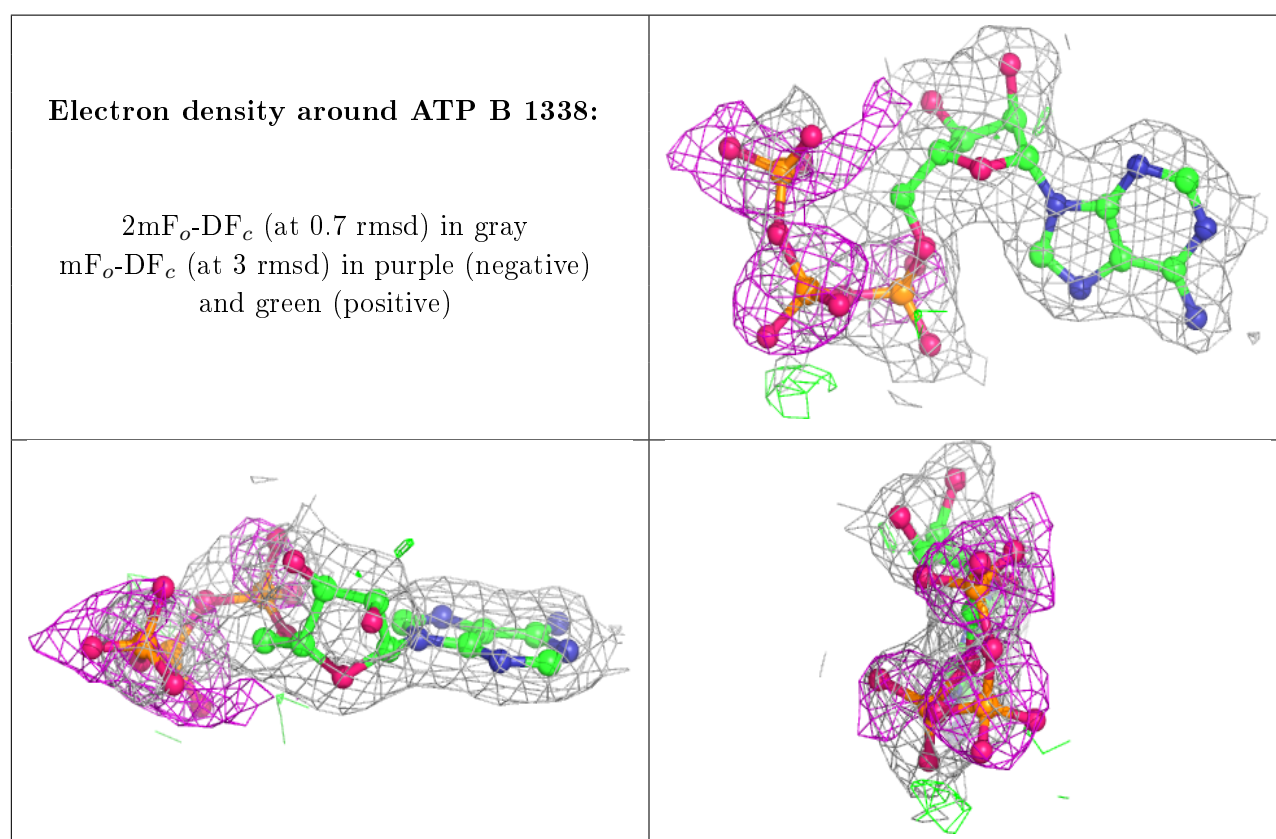 Electron density around ATP B 1338:
2mFo-DFc (at 0.7 rmsd) in gray
mFo-DFc (at 3 rmsd) in purple (negative)
and green (positive)